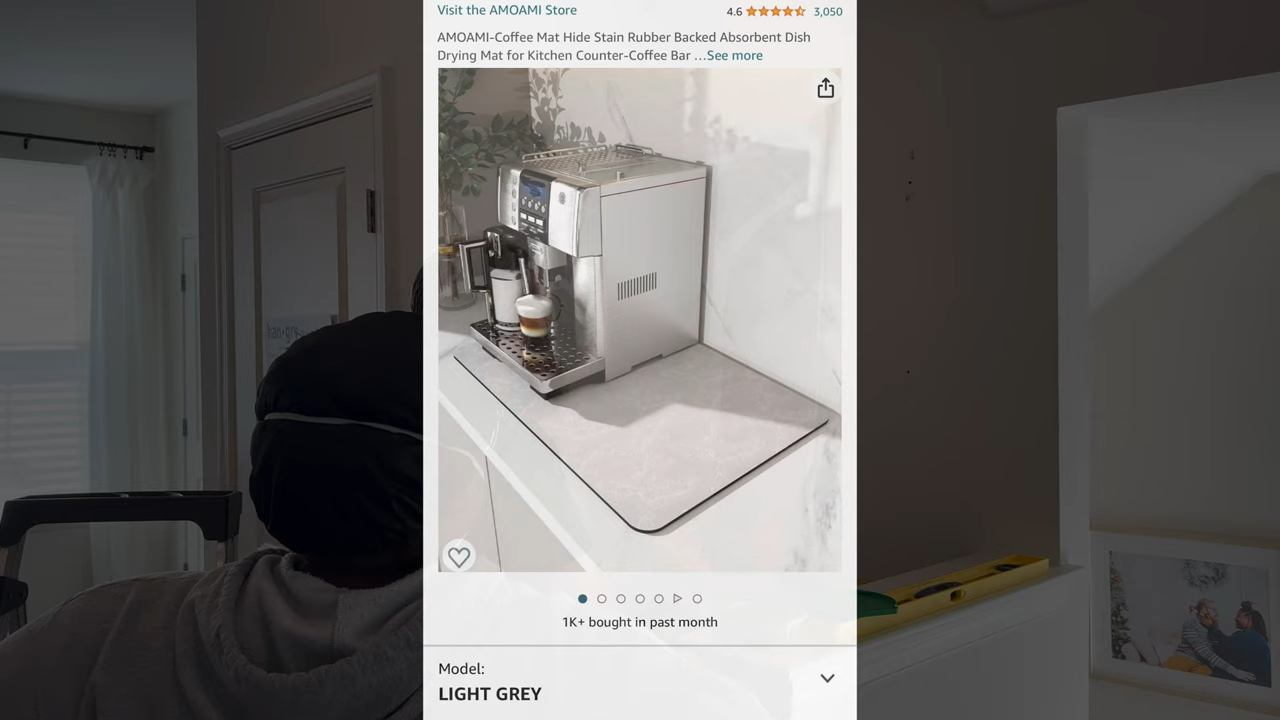 Visit the AMOAMI Store
4.6 3,050
AMOAMI-Coffee Mat Hide Stain Rubber Backed Absorbent Dish
Drying Mat for Kitchen Counter-Coffee Bar …See more
1K+ bought in past month
Model:
LIGHT GREY